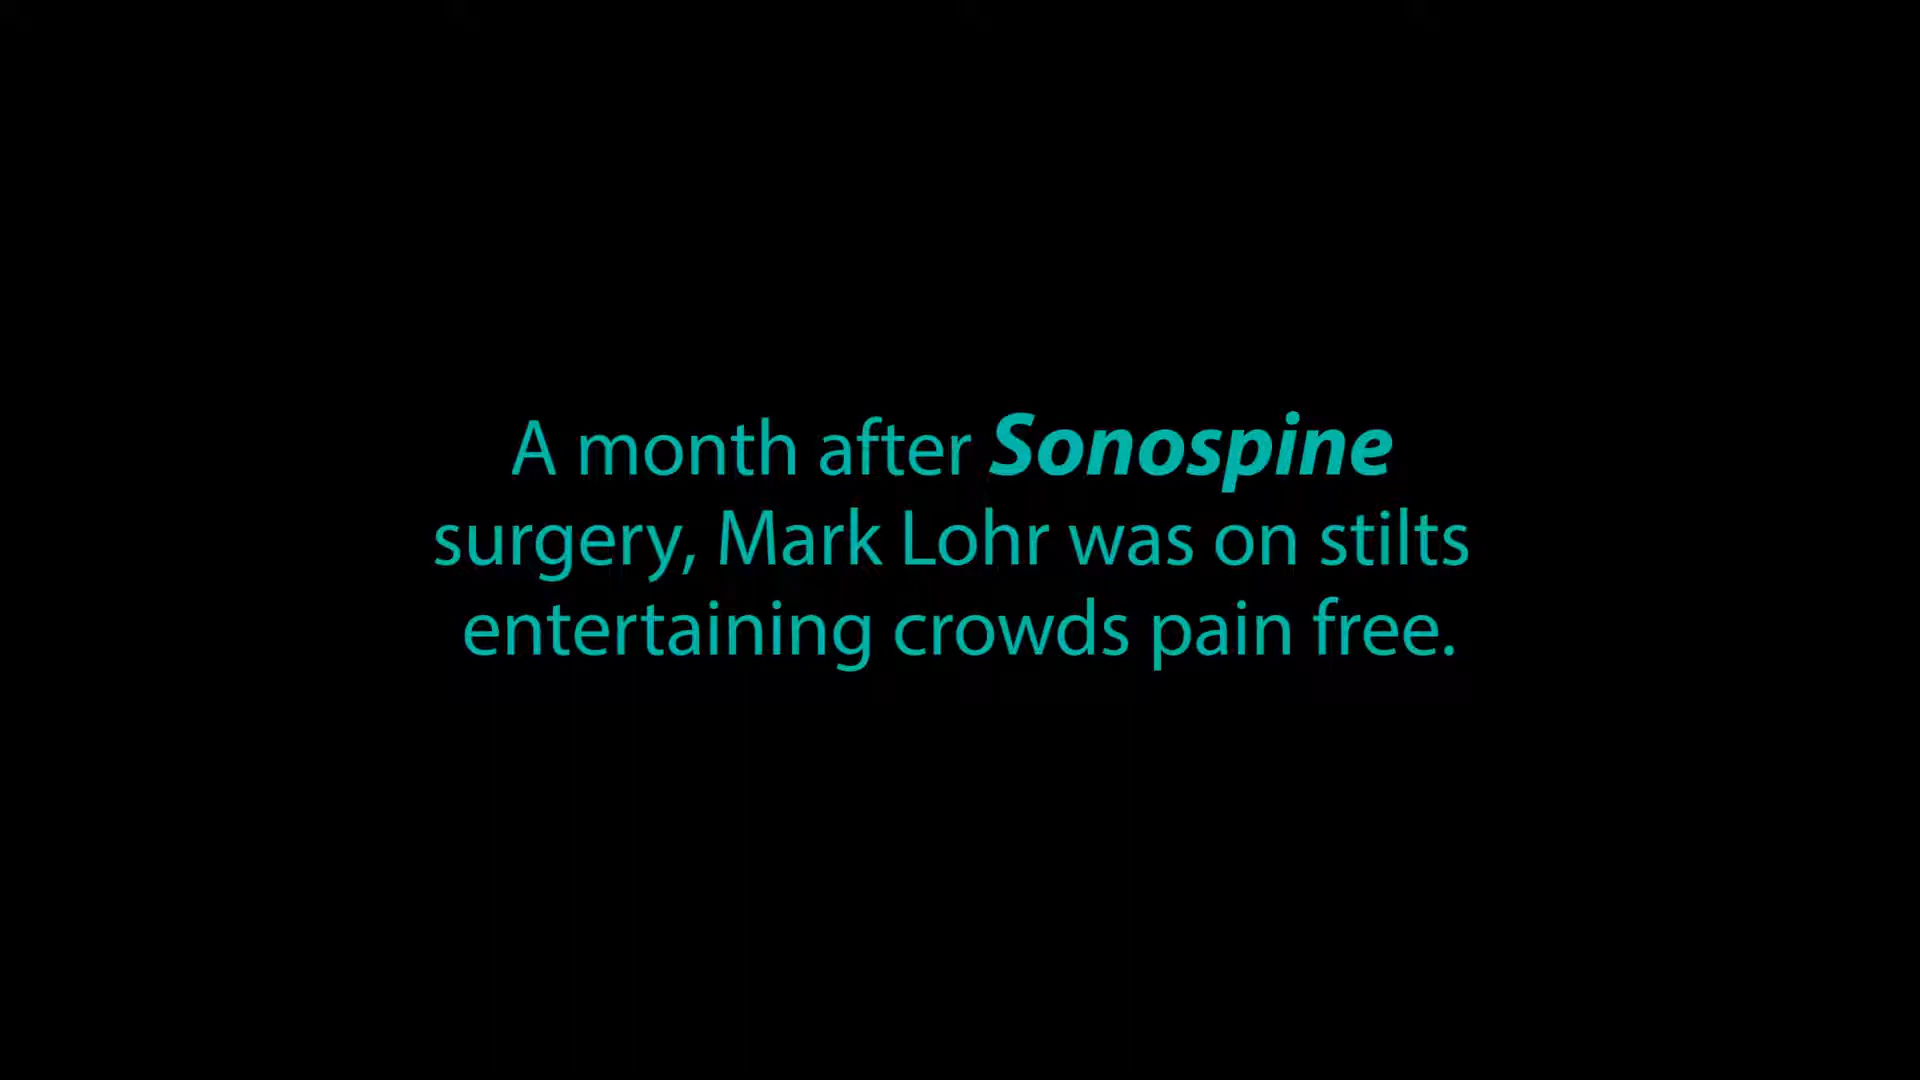 A month after Sonospine
surgery, Mark Lohr was on stilts
entertaining crowds pain free.